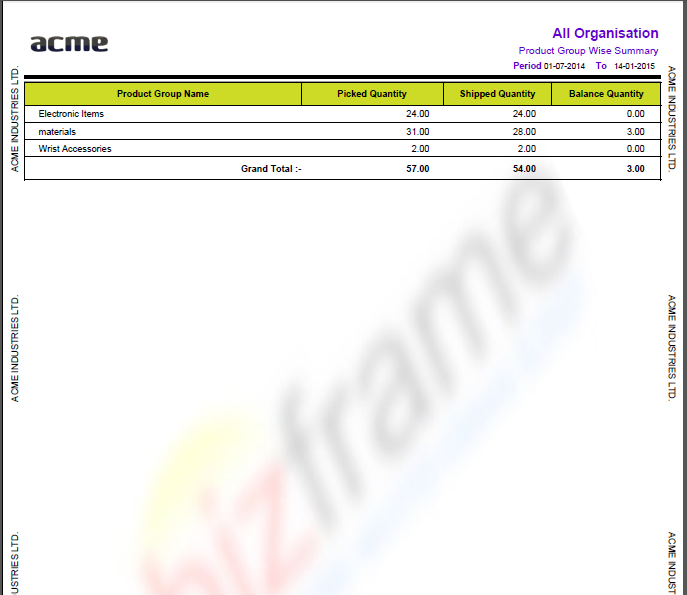 acme
All Organisation
Product Group Wise Summary
Period 01-07-2014 To 14-01-2015
Product Group Name Picked Quantity Shipped Quantity Balance Quantity
Electronic Items 24.00 24.00 0.00
materials 31.00 28.00 3.00
Wrist Accessories 2.00 2.00 0.00
Grand Total :- 57.00 54.00 3.00
ACME INDUSTRIES LTD.
ACME INDUSTRIES LTD.
ACME INDUSTRIES LTD.
ACME INDUSTRIES LTD.
USTRIES LTD.
ACME INDUST
bizframe